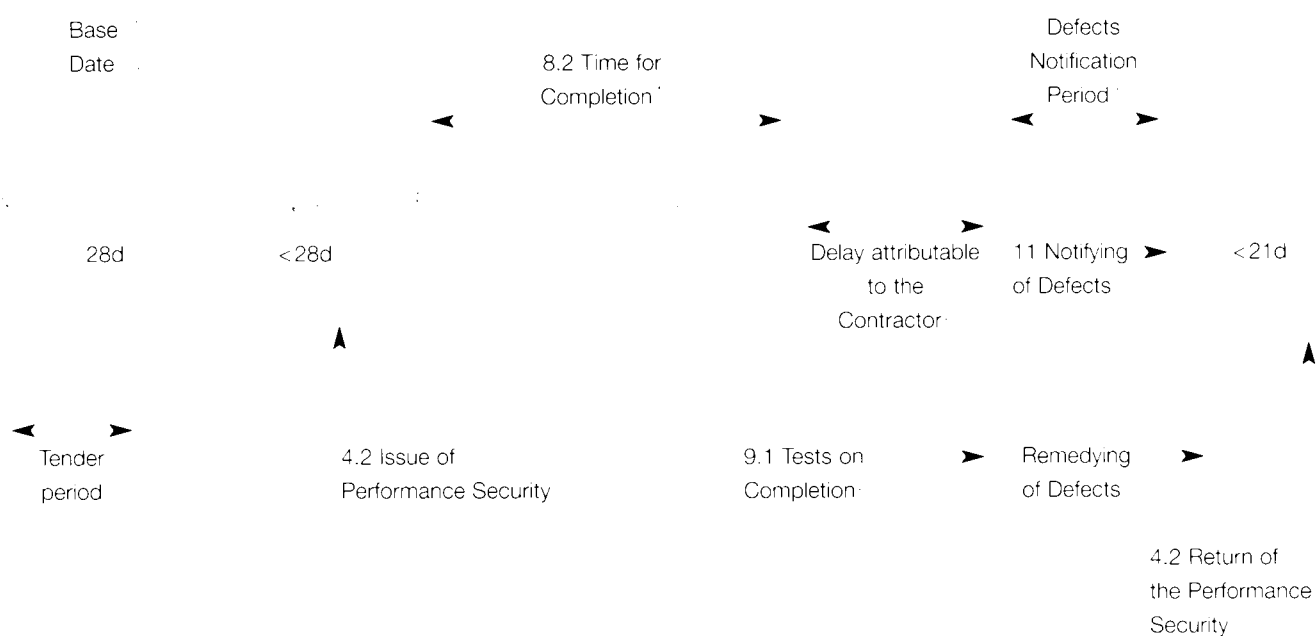 Base
Date
8.2 Time for
Completion
Defects
Notification
Period
28d
<28d
Delay attributable
to the
Contractor
11 Notifying
of Defects
<21d
Tender
period
4.2 Issue of
Performance Security
9.1 Tests on
Completion
Remedying
of Defects
4.2 Return of
the Performance
Security